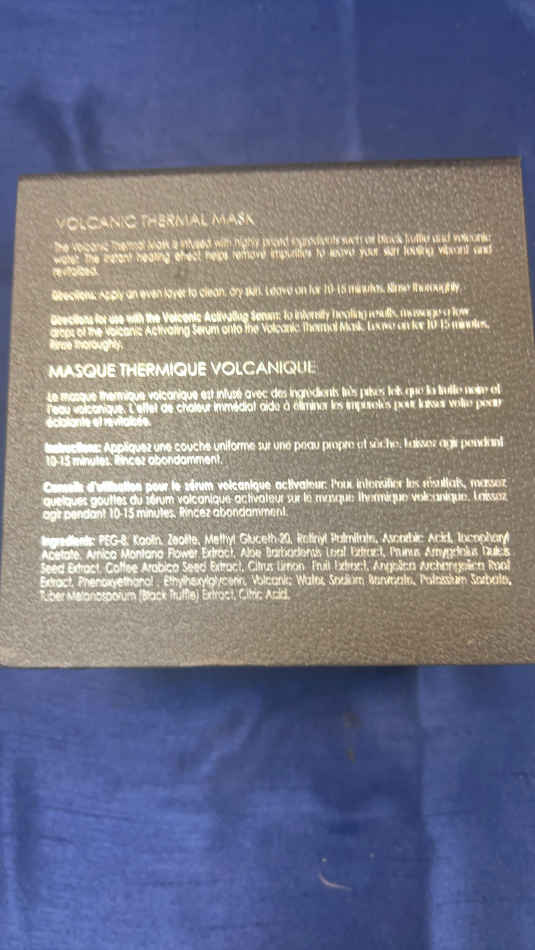 VOLCANIC THERMAL MASK
The Volcanic Thermal Mask is infused with highly prized ingredients such as black truffle and volcanic
water. The instant heating effect helps remove impurities to leave your skin feeling vibrant and
revitalized.
Directions: Apply an even layer to clean, dry skin. Leave on for 10-15 minutes. Rinse thoroughly.
Directions for use with the Volcanic Activating Serum: To intensify heating results, massage a few
drops of the Volcanic Activating Serum onto the Volcanic Thermal Mask. Leave on for 10-15 minutes.
Rinse thoroughly.
MASQUE THERMIQUE VOLCANIQUE
Le masque thermique volcanique est infusé avec des ingrédients très prisés tels que la truffe noire et
l'eau volcanique. L'effet de chaleur immédiat aide à éliminer les impuretés pour laisser votre peau
éclatante et revitalisée.
Instructions: Appliquez une couche uniforme sur une peau propre et sèche. Laissez agir pendant
10-15 minutes. Rincez abondamment.
Conseils d'utilisation pour le sérum volcanique activateur: Pour intensifier les résultats, massez
quelques gouttes du sérum volcanique activateur sur le masque thermique volcanique. Laissez
agir pendant 10-15 minutes. Rincez abondamment.
Ingredients: PEG-8, Kaolin, Zeolite, Methyl Gluceth-20, Retinyl Palmitate, Ascorbic Acid, Tocopheryl
Acetate, Arnica Montana Flower Extract, Aloe Barbadensis Leaf Extract, Prunus Amygdalus Dulcis
Seed Extract, Coffee Arabica Seed Extract, Citrus Limon Fruit Extract, Angelica Archangelica Root
Extract, Phenoxyethanol, Ethylhexylglycerin, Volcanic Water, Sodium Benzoate, Potassium Sorbate,
Tuber Melanosporum (Black Truffle) Extract, Citric Acid.